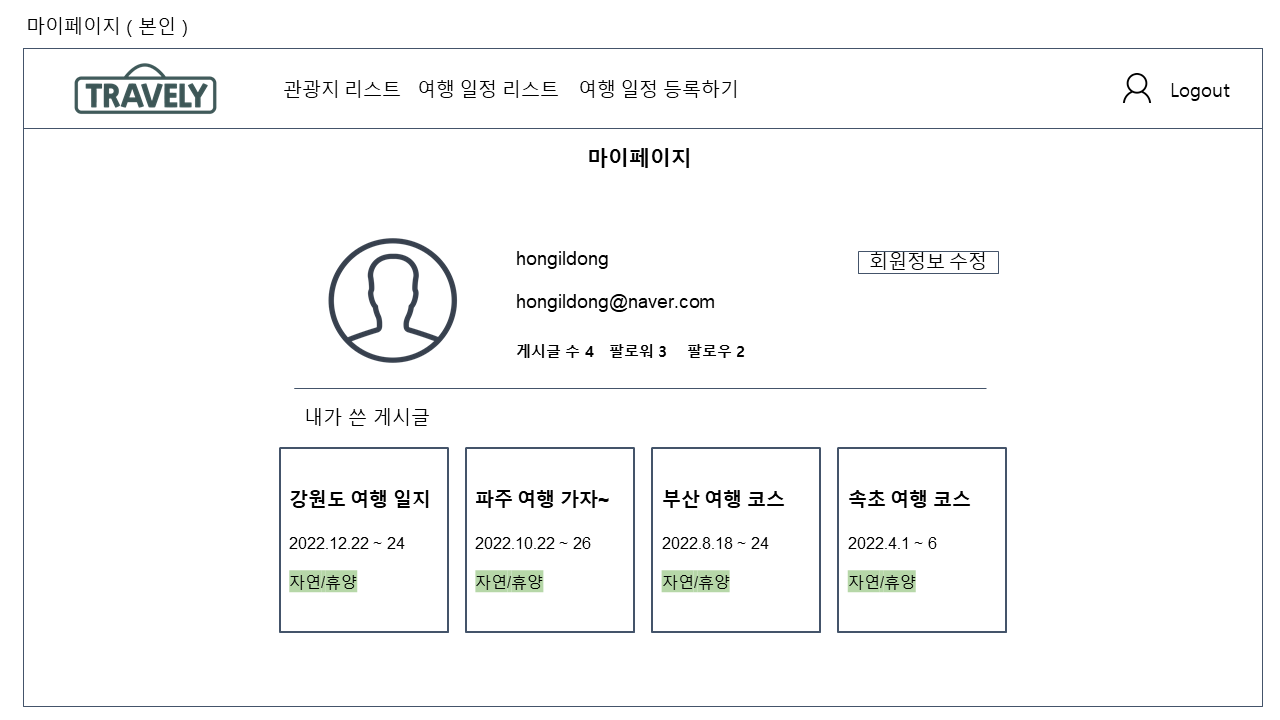 마이페이지 ( 본인 )
TRAVELY 관광지 리스트 여행 일정 리스트 여행 일정 등록하기 Logout
마이페이지
hongildong 회원정보 수정
hongildong@naver.com
게시글 수 4 팔로워 3 팔로우 2
내가 쓴 게시글
강원도 여행 일지 파주 여행 가자~ 부산 여행 코스 속초 여행 코스
2022.12.22 ~ 24 2022.10.22 ~ 26 2022.8.18 ~ 24 2022.4.1 ~ 6
자연/휴양 자연/휴양 자연/휴양 자연/휴양